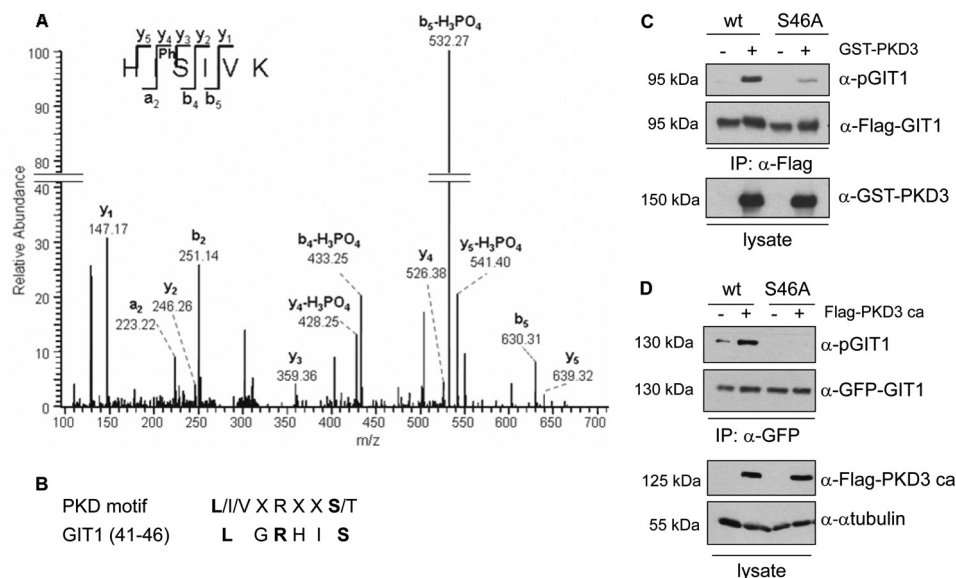 A
y5 y4 y3 y2 y1
Ph
H I S I V K
a2 b4 b5
b5-H3PO4
532.27
y1
147.17
b2
251.14
a2
223.22
y2
246.26
b4-H3PO4
433.25
y4-H3PO4
428.25
y3
359.36
y4
526.38
y5-H3PO4
541.40
b5
630.31
y5
639.32
Relative Abundance
100
90
80
40
30
20
10
0
100 150 200 250 300 350 400 450 500 550 600 650 700
m/z
B
PKD motif L/I/V X R X X S/T
GIT1 (41-46) L G R H I S
C
wt S46A
- + - + GST-PKD3
95 kDa α-pGIT1
95 kDa α-Flag-GIT1
IP: α-Flag
150 kDa α-GST-PKD3
lysate
D
wt S46A
- + - + Flag-PKD3 ca
130 kDa α-pGIT1
130 kDa α-GFP-GIT1
IP: α-GFP
125 kDa α-Flag-PKD3 ca
55 kDa α-αtubulin
lysate